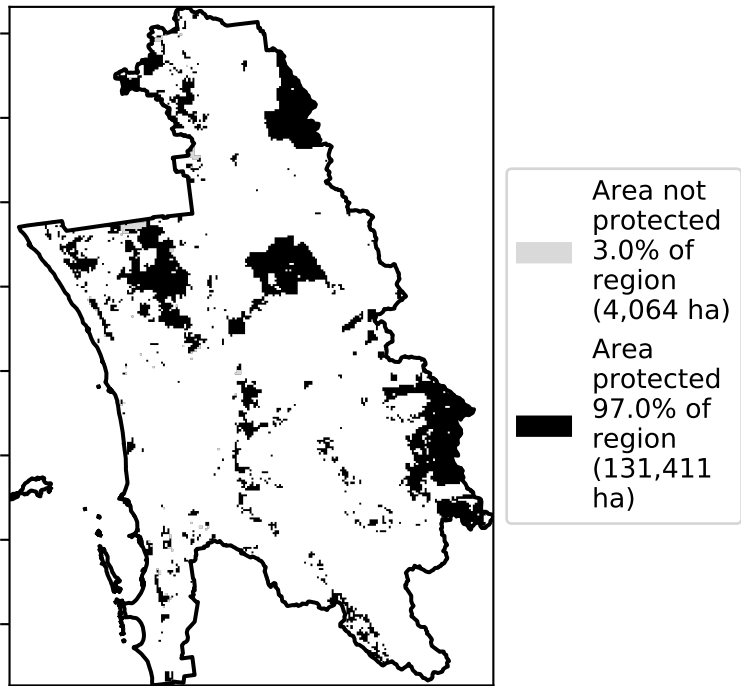 Area not
protected
3.0% of
region
(4,064 ha)
Area
protected
97.0% of
region
(131,411
ha)